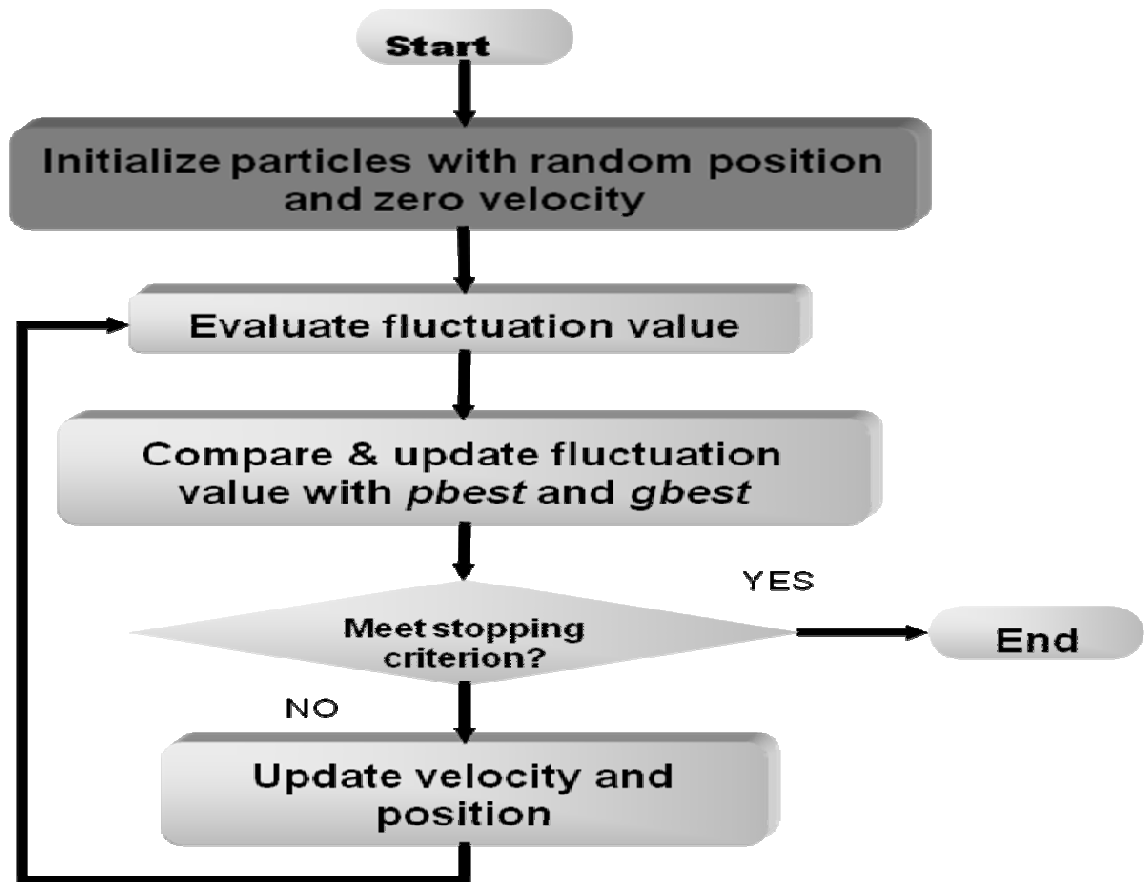 Start
Initialize particles with random position
and zero velocity
Evaluate fluctuation value
Compare & update fluctuation
value with pbest and gbest
YES
Meet stopping
criterion?
End
NO
Update velocity and
position